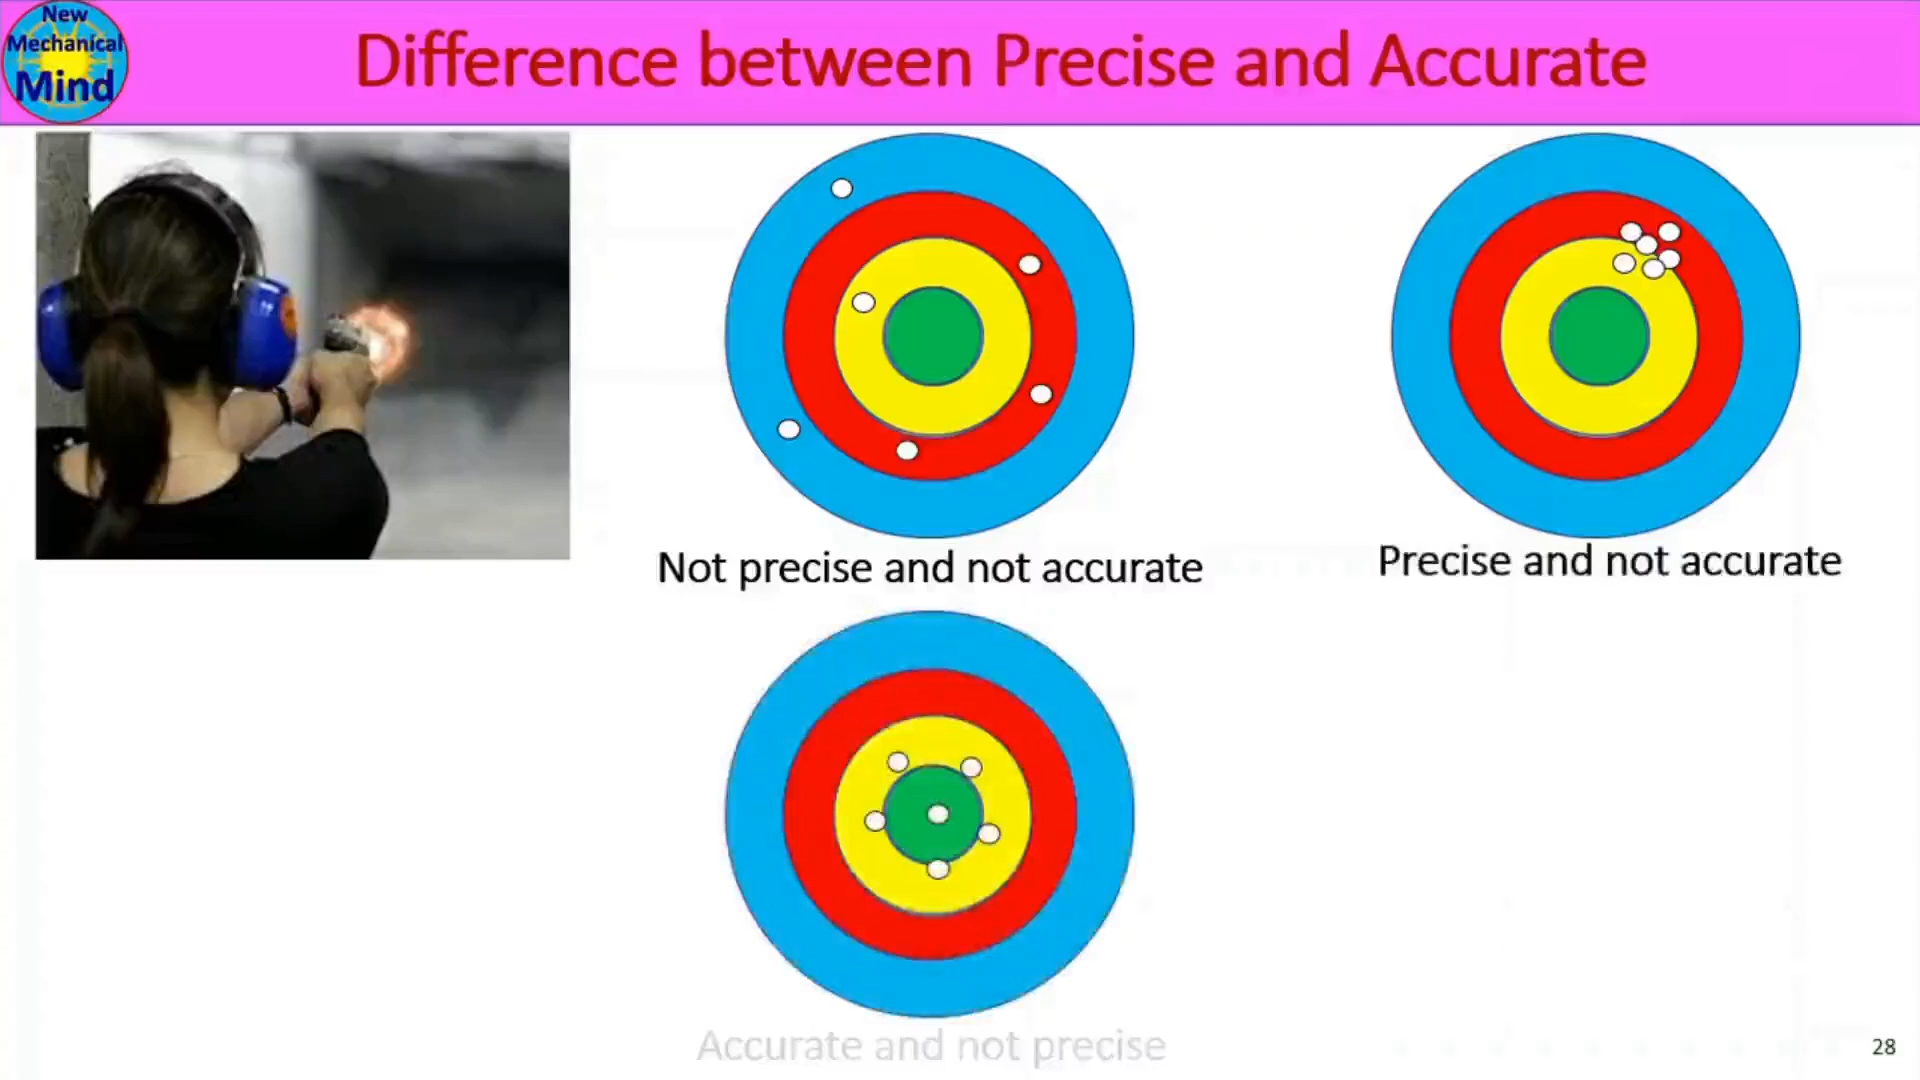 New
Mechanical
Mind
Difference between Precise and Accurate
Not precise and not accurate
Precise and not accurate
Accurate and not precise
28